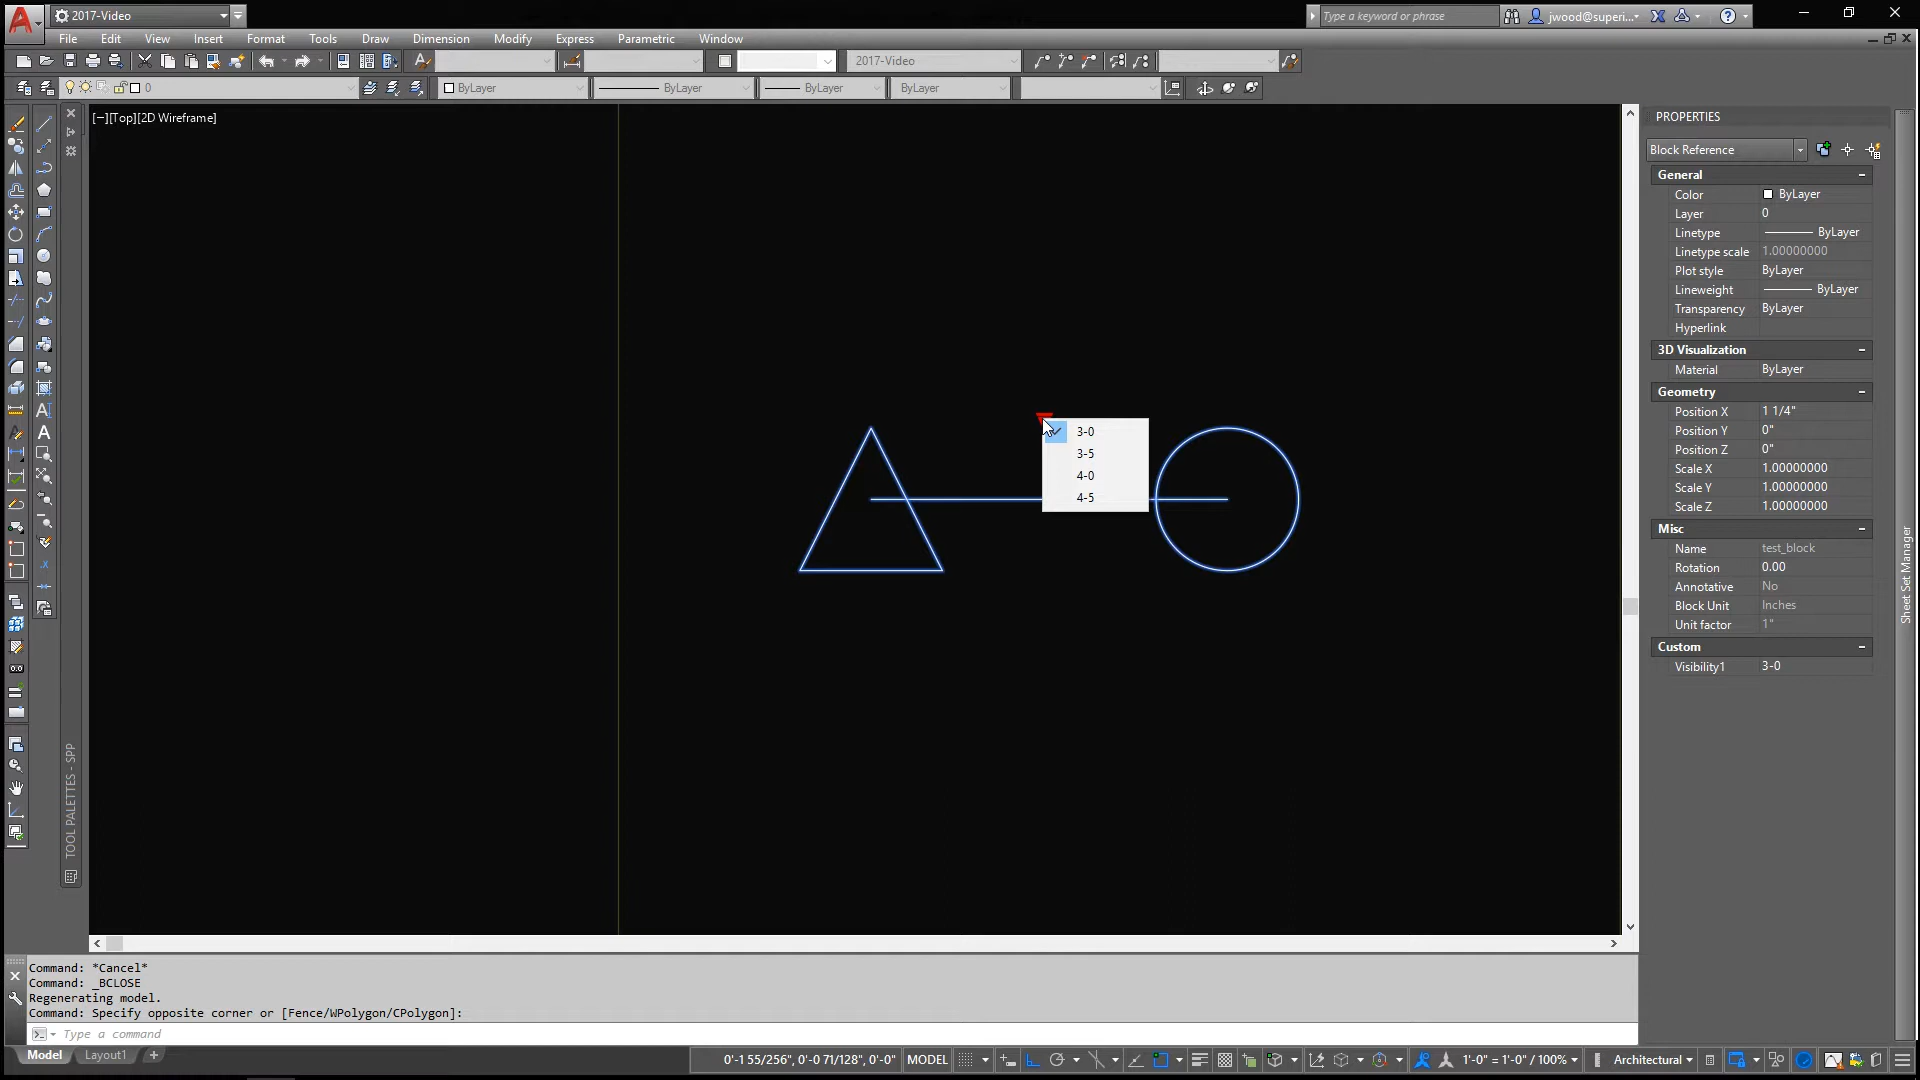 2017-Video
Type a keyword or phrase
jwood@superi...
File Edit View Insert Format Tools Draw Dimension Modify Express Parametric Window
2017-Video
0
ByLayer
ByLayer
ByLayer
ByLayer
[−][Top][2D Wireframe]
3-0
3-5
4-0
4-5
TOOL PALETTES - SPP
PROPERTIES
Block Reference
General
Color ByLayer
Layer 0
Linetype ByLayer
Linetype scale 1.00000000
Plot style ByLayer
Lineweight ByLayer
Transparency ByLayer
Hyperlink
3D Visualization
Material ByLayer
Geometry
Position X 1 1/4"
Position Y 0"
Position Z 0"
Scale X 1.00000000
Scale Y 1.00000000
Scale Z 1.00000000
Misc
Name test_block
Rotation 0.00
Annotative No
Block Unit Inches
Unit factor 1"
Custom
Visibility1 3-0
Sheet Set Manager
Command: *Cancel*
Command: _BCLOSE
Regenerating model.
Command: Specify opposite corner or [Fence/WPolygon/CPolygon]:
Type a command
Model Layout1 +
0'-1 55/256", 0'-0 71/128", 0'-0" MODEL 1'-0" = 1'-0" / 100% Architectural